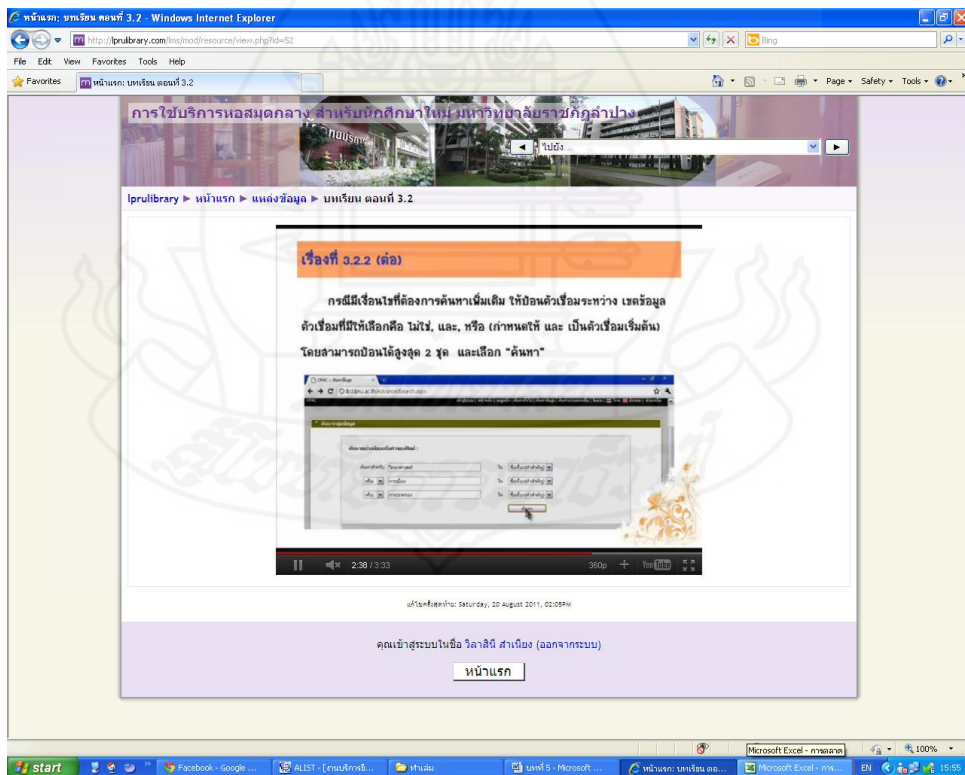 หน้าแรก: บทเรียน ตอนที่ 3.2 - Windows Internet Explorer
http://lprulibrary.com/lms/mod/resource/view.php?id=52
Bing
File Edit View Favorites Tools Help
Favorites หน้าแรก: บทเรียน ตอนที่ 3.2 Page Safety Tools
การใช้บริการหอสมุดกลาง สำหรับนักศึกษาใหม่ มหาวิทยาลัยราชภัฏลำปาง
ไปยัง...
lprulibrary ► หน้าแรก ► แหล่งข้อมูล ► บทเรียน ตอนที่ 3.2
เรื่องที่ 3.2.2 (ต่อ)
กรณีมีเงื่อนไขที่ต้องการค้นหาเพิ่มเติม ให้ป้อนตัวเชื่อมระหว่าง เขตข้อมูล
ตัวเชื่อมที่มีให้เลือกคือ ไม่ใช่, และ, หรือ (กำหนดให้ และ เป็นตัวเชื่อมเริ่มต้น)
โดยสามารถป้อนได้สูงสุด 2 ชุด และเลือก "ค้นหา"
2:38 / 3:33 360p YouTube
แก้ไขครั้งสุดท้าย: Saturday, 20 August 2011, 02:05PM
คุณเข้าสู่ระบบในชื่อ วิลาสินี สำเนียง (ออกจากระบบ)
หน้าแรก
100%
Microsoft Excel - การตลาด
start Facebook - Google ... ทำเล่ม บทที่ 5 - Microsoft ... หน้าแรก: บทเรียน ตอ... Microsoft Excel - กา... EN 15:55